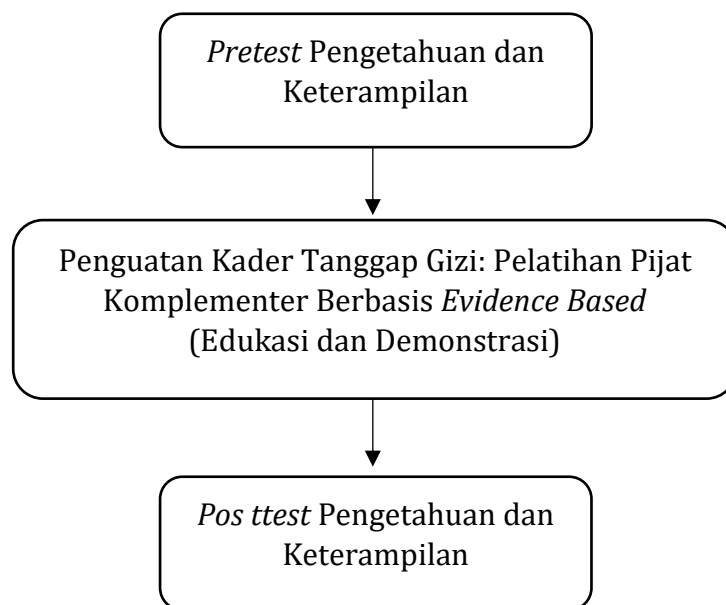 Pretest Pengetahuan dan
Keterampilan
Penguatan Kader Tanggap Gizi: Pelatihan Pijat
Komplementer Berbasis Evidence Based
(Edukasi dan Demonstrasi)
Pos ttest Pengetahuan dan
Keterampilan